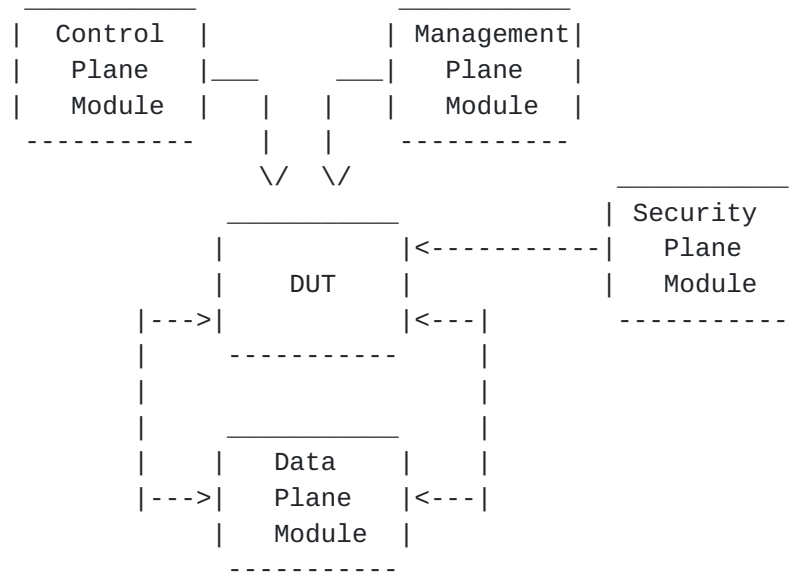 Control
Plane
Module
Management
Plane
Module
Security
Plane
Module
DUT
Data
Plane
Module